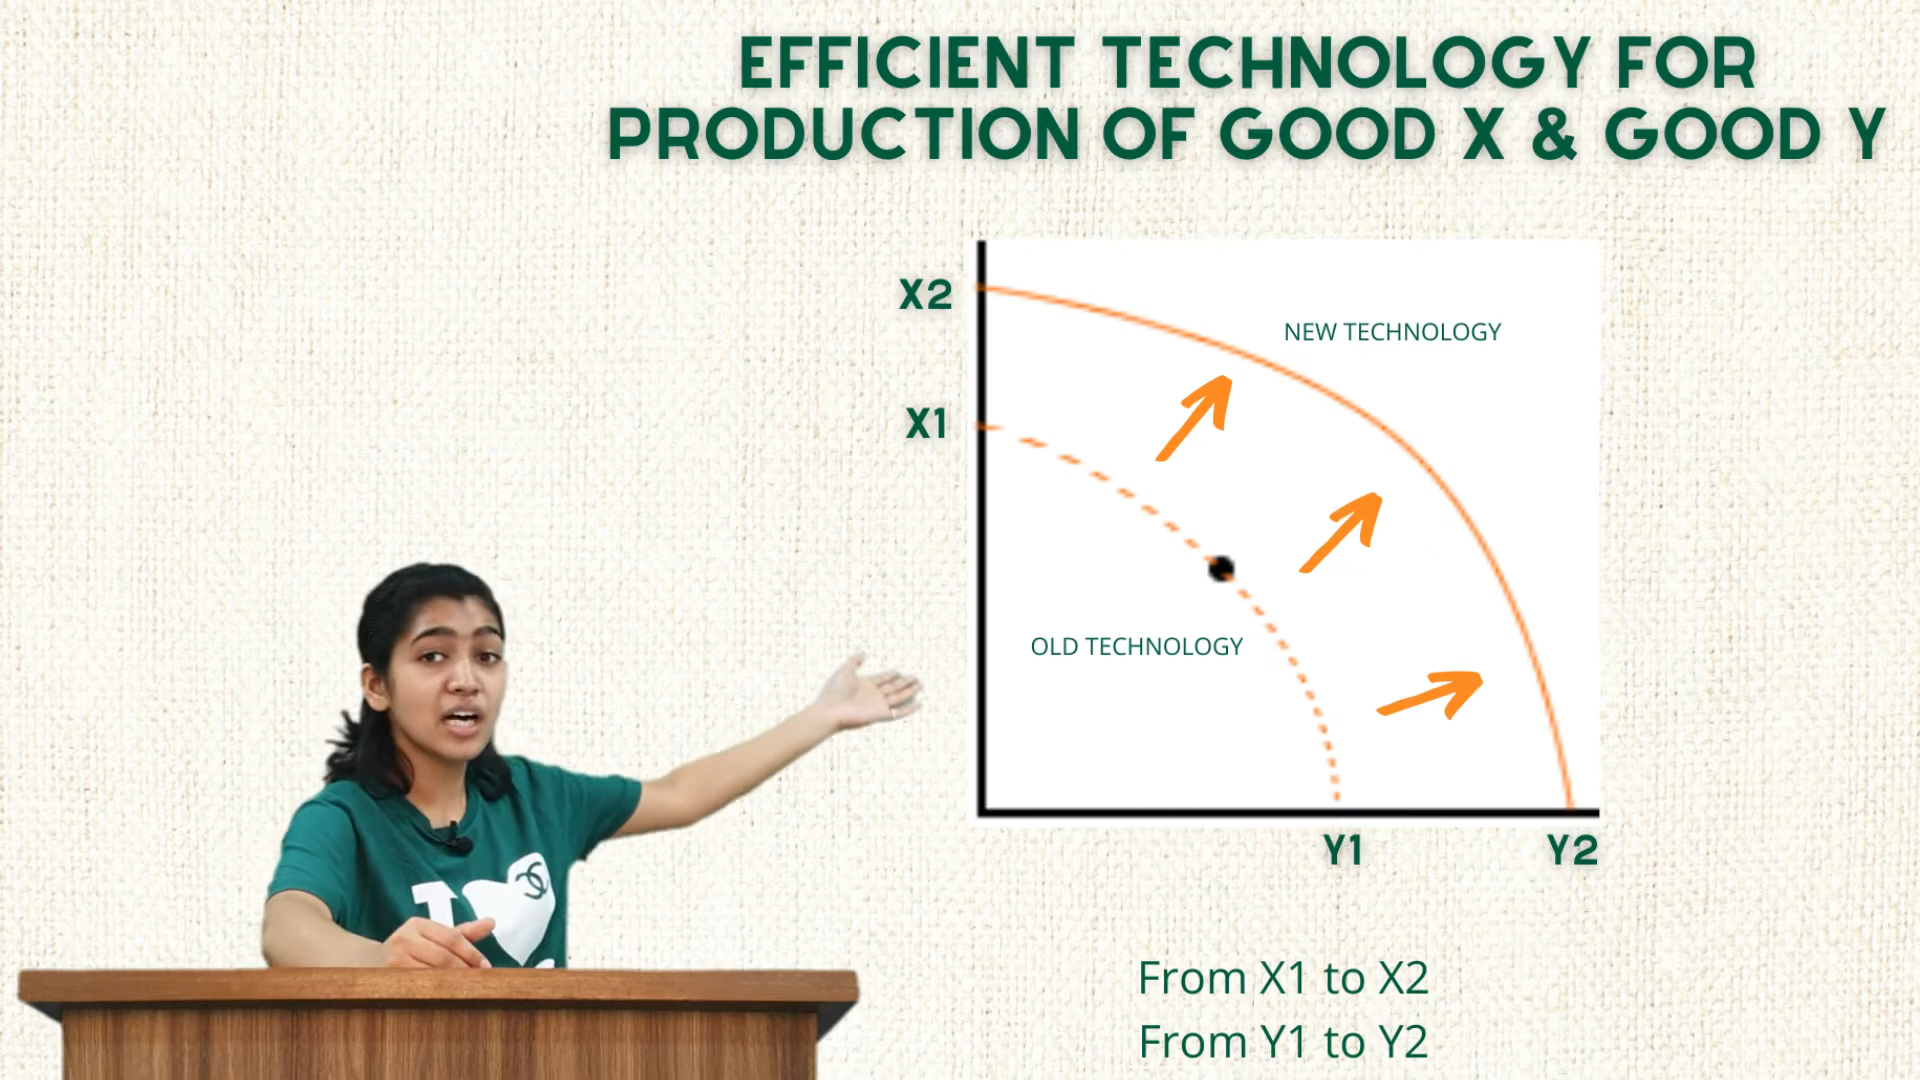 EFFICIENT TECHNOLOGY FOR
PRODUCTION OF GOOD X & GOOD Y
X2
NEW TECHNOLOGY
X1
OLD TECHNOLOGY
Y1 Y2
From X1 to X2
From Y1 to Y2
I